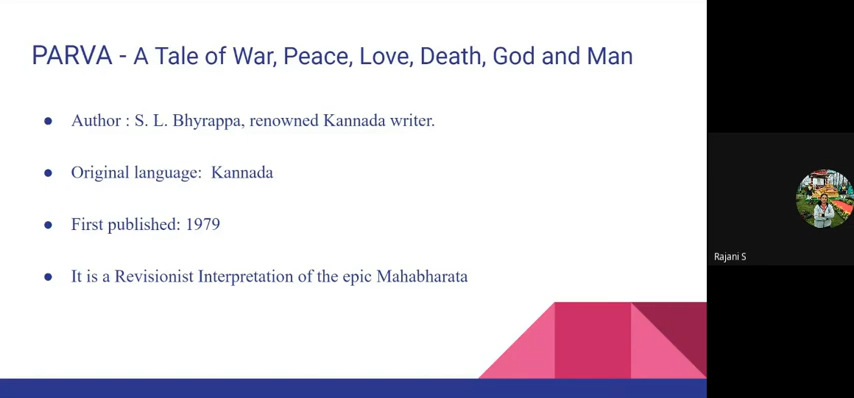 PARVA - A Tale of War, Peace, Love, Death, God and Man
● Author : S. L. Bhyrappa, renowned Kannada writer.
● Original language: Kannada
● First published: 1979
● It is a Revisionist Interpretation of the epic Mahabharata
Rajani S